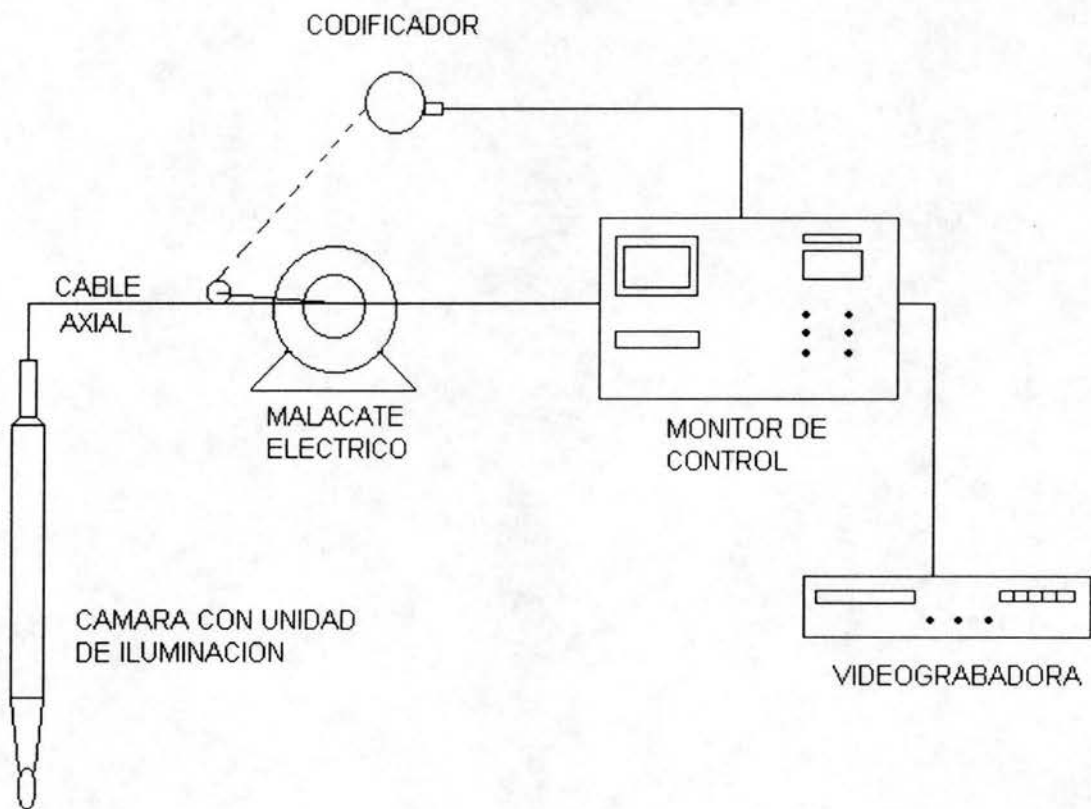 CODIFICADOR
CABLE
AXIAL
MALACATE
ELECTRICO
MONITOR DE
CONTROL
CAMARA CON UNIDAD
DE ILUMINACION
VIDEOGRABADORA